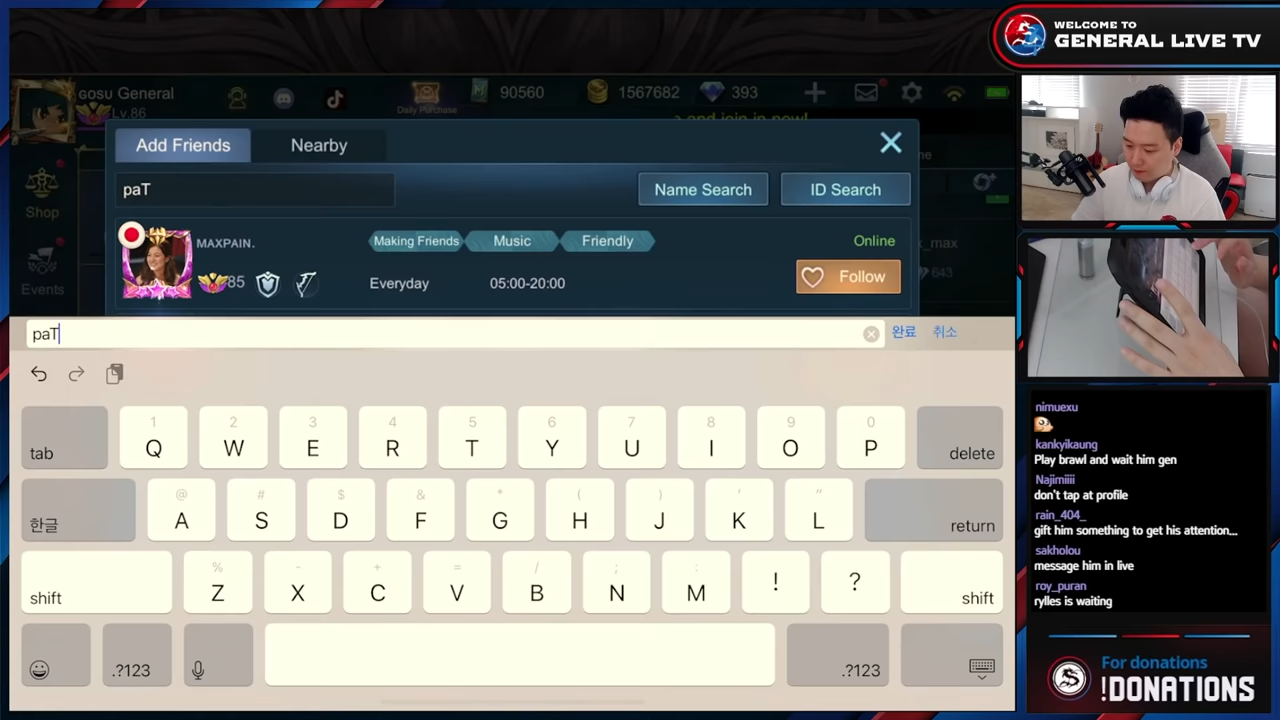 WELCOME TO
GENERAL LIVE TV
gosu General
Lv.86
1567682
393
Shop
Events
Add Friends
Nearby
paT
Name Search
ID Search
MAXPAIN.
85
Making Friends
Music
Friendly
Everyday
05:00-20:00
Online
Follow
643
paT
완료
취소
tab
1 2 3 4 5 6 7 8 9 0
Q W E R T Y U I O P
delete
한글
@ # $ & * ( ) ' "
A S D F G H J K L
return
shift
% - + = / ; :
Z X C V B N M ! ?
shift
.?123
.?123
nimuexu
kankyikaung
Play brawl and wait him gen
Najimiiii
don't tap at profile
rain_404_
gift him something to get his attention...
sakholou
message him in live
roy_puran
rylles is waiting
For donations
!DONATIONS